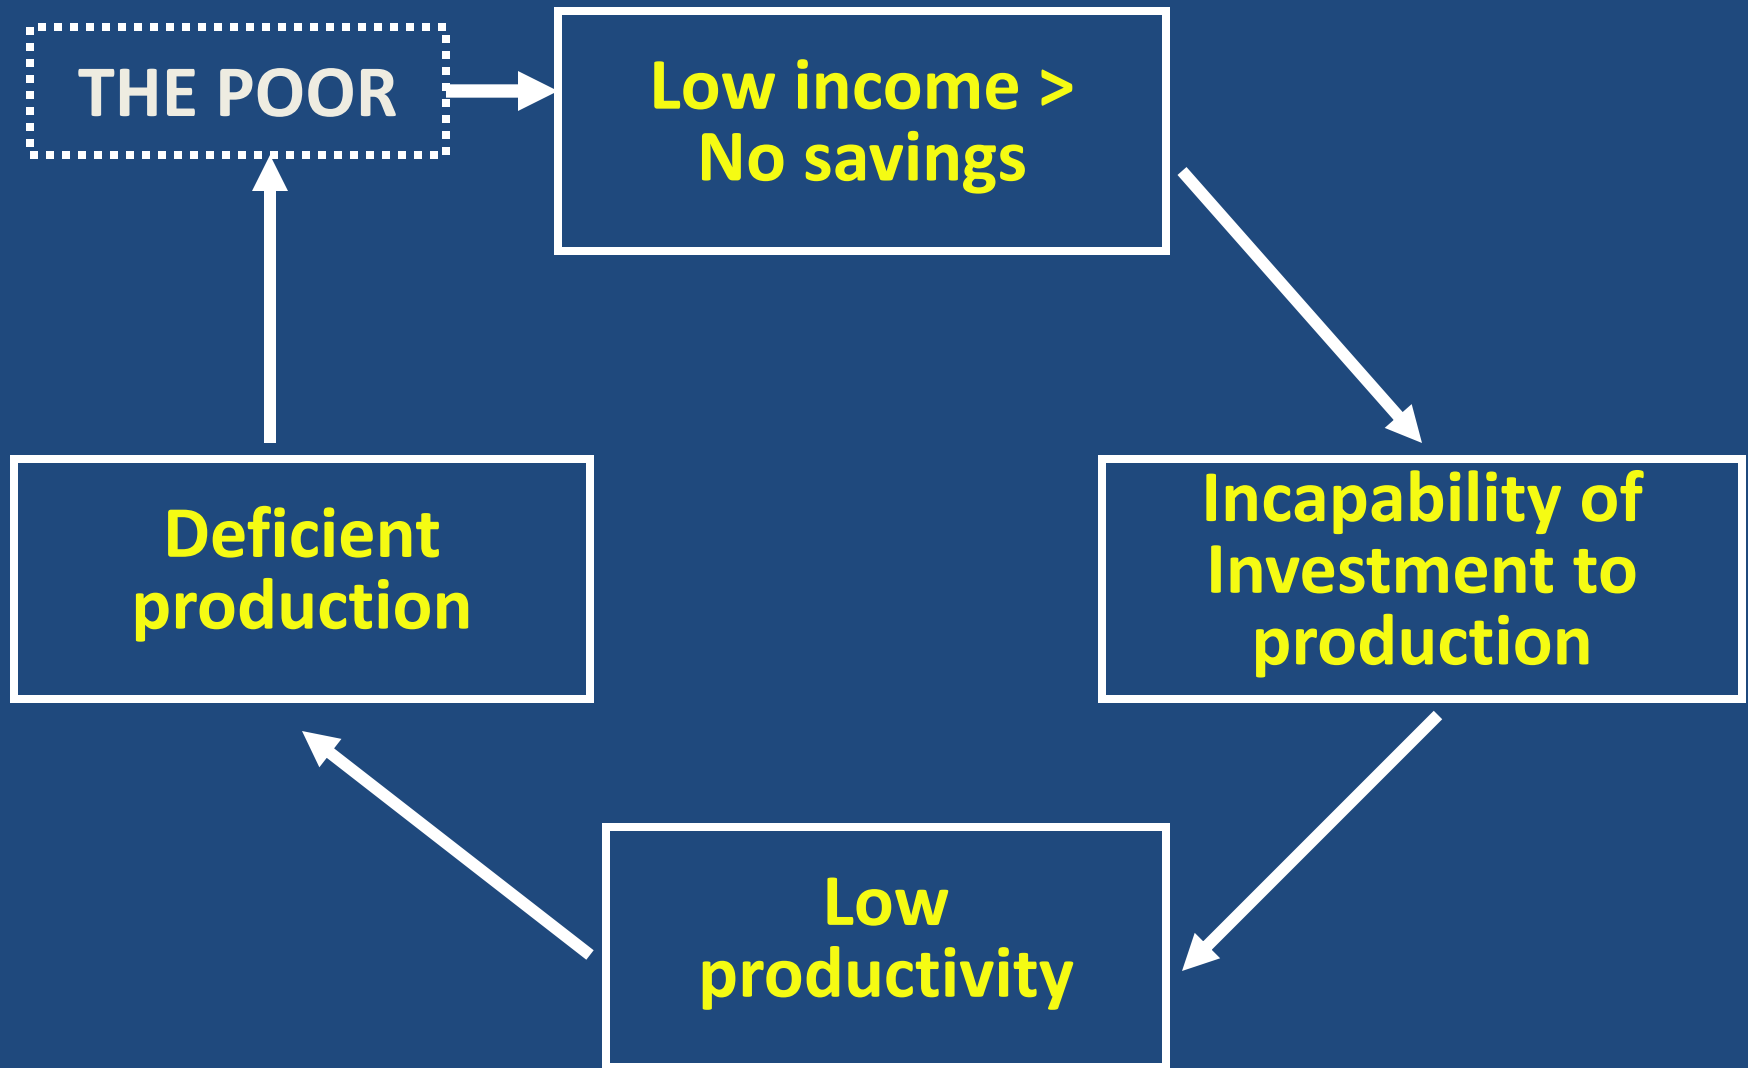 THE POOR
Low income >
No savings
Incapability of
Investment to
production
Low
productivity
Deficient
production